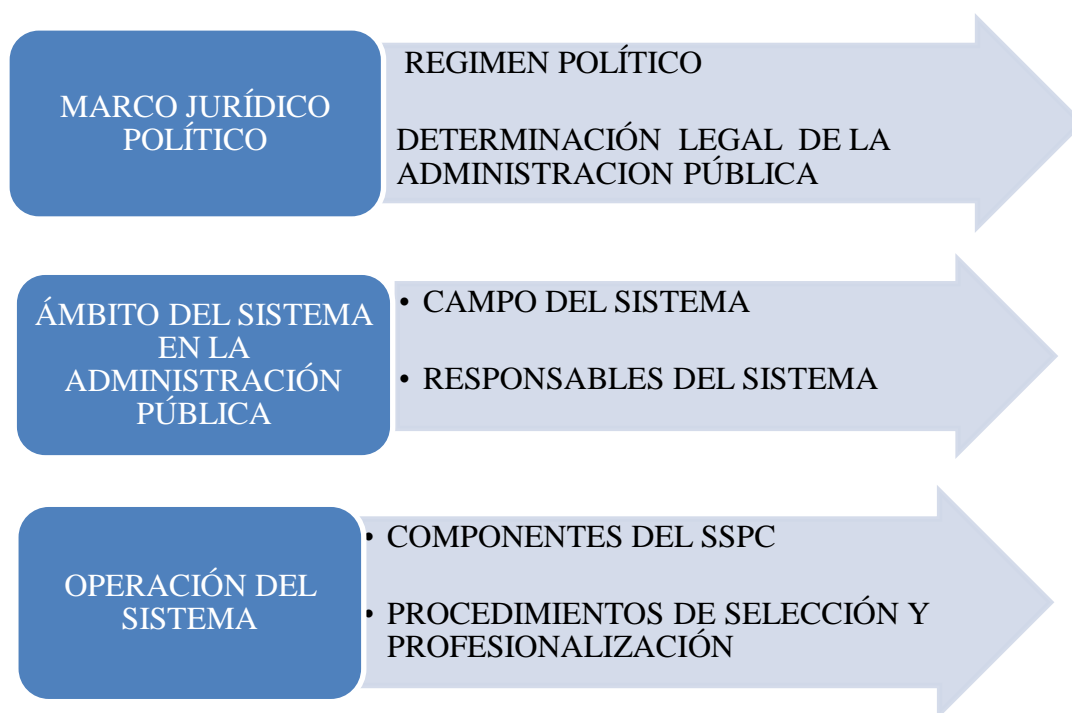 MARCO JURÍDICO
POLÍTICO
REGIMEN POLÍTICO
DETERMINACIÓN LEGAL DE LA
ADMINISTRACION PÚBLICA
ÁMBITO DEL SISTEMA
EN LA
ADMINISTRACIÓN
PÚBLICA
• CAMPO DEL SISTEMA
• RESPONSABLES DEL SISTEMA
OPERACIÓN DEL
SISTEMA
• COMPONENTES DEL SSPC
• PROCEDIMIENTOS DE SELECCIÓN Y
PROFESIONALIZACIÓN